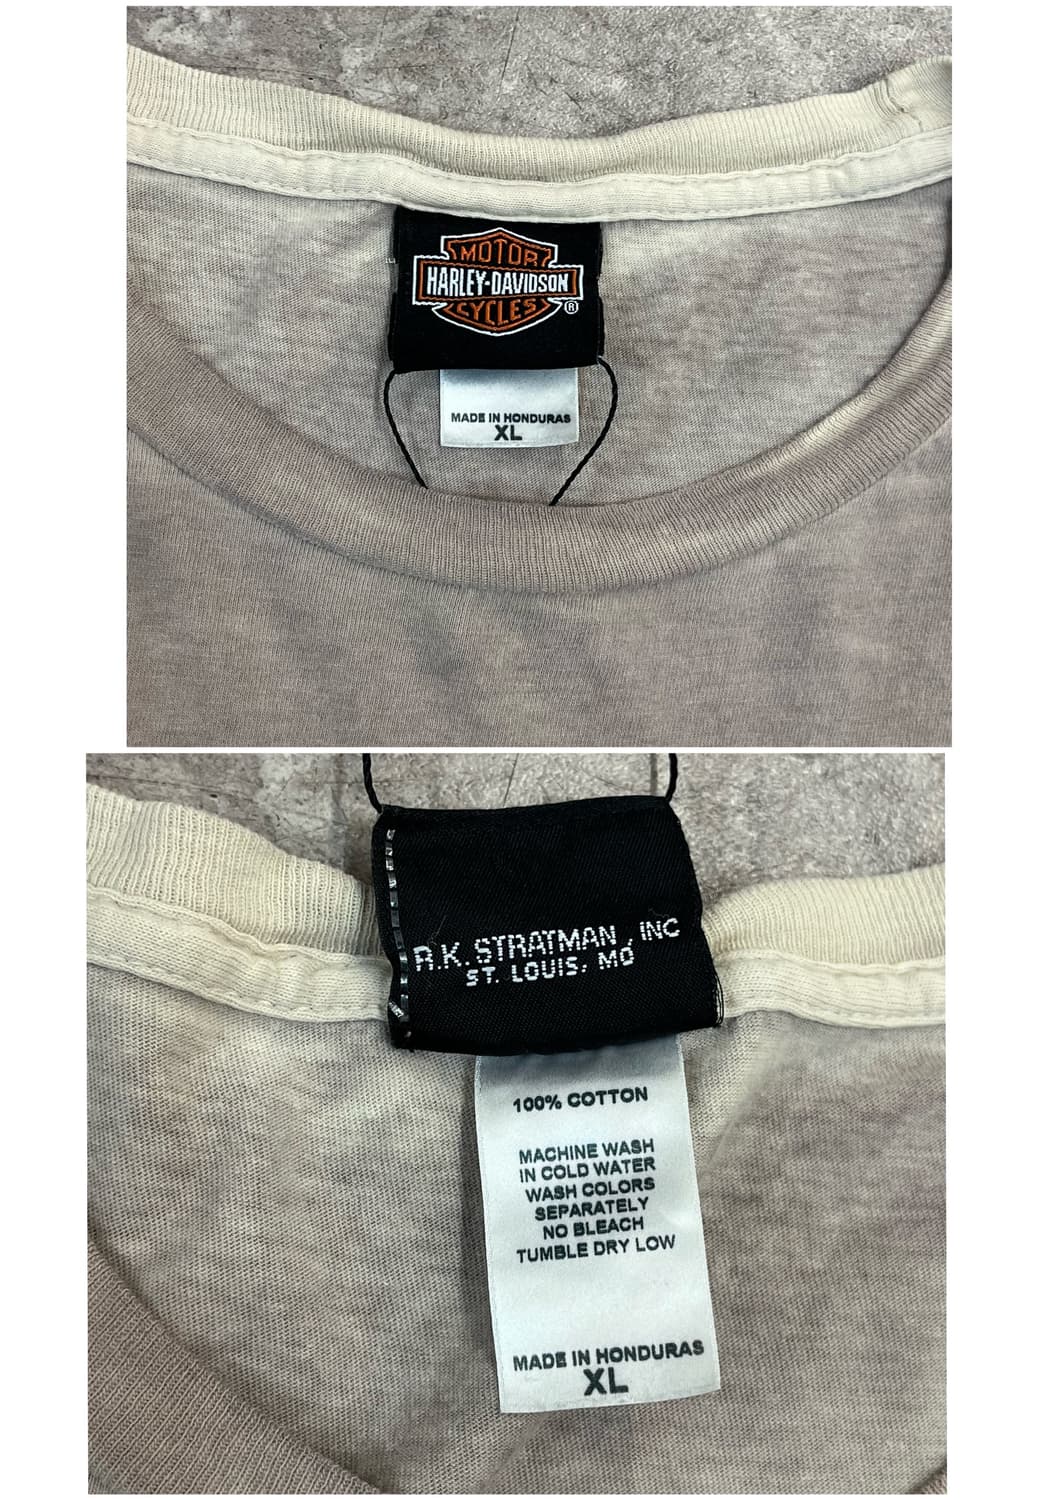 MOTOR
HARLEY-DAVIDSON
CYCLES ®
MADE IN HONDURAS
XL
R.K. STRATMAN, INC
ST. LOUIS, MO
100% COTTON
MACHINE WASH
IN COLD WATER
WASH COLORS
SEPARATELY
NO BLEACH
TUMBLE DRY LOW
MADE IN HONDURAS
XL